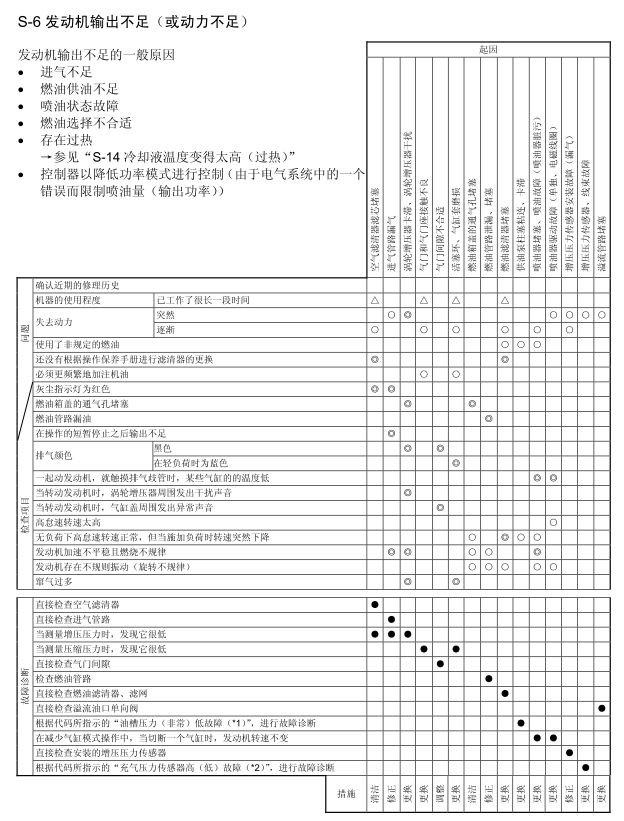 S-6 发动机输出不足（或动力不足）
发动机输出不足的一般原因
● 进气不足
● 燃油供油不足
● 喷油状态故障
● 燃油选择不合适
● 存在过热
→参见“S-14 冷却液温度变得太高（过热）”
● 控制器以降低功率模式进行控制（由于电气系统中的一个
错误而限制喷油量（输出功率））
起因
空气滤清器滤芯堵塞
进气管路漏气
涡轮增压器卡滞、涡轮增压器干扰
气门和气门座接触不良
气门间隙不合适
活塞环、气缸套磨损
燃油箱盖的通气孔堵塞
燃油管路泄漏、堵塞
燃油滤清器堵塞
供油泵柱塞粘连、卡滞
喷油器堵塞、喷油故障（喷油器脏污）
喷油器驱动故障（单独、电磁线圈）
增压压力传感器安装故障（漏气）
增压压力传感器、线束故障
溢流管路堵塞
问题
确认近期的修理历史
机器的使用程度 已工作了很长一段时间 △ △ △ △
失去动力
突然 ○ ◎ ○ ○ ○ ○
逐渐 ○ ○ ○ ○ ○ ○
使用了非规定的燃油 ○ ○ ○
还没有根据操作保养手册进行滤清器的更换 ◎ ◎
必须更频繁地加注机油 ○ ○
检查项目
灰尘指示灯为红色 ◎ ◎
燃油箱盖的通气孔堵塞 ◎ ◎
燃油管路漏油 ◎
在操作的短暂停止之后输出不足 ◎
排气颜色
黑色 ◎ ◎
在轻负荷时为蓝色 ◎
一起动发动机，就触摸排气歧管时，某些气缸的的温度低 ◎ ◎
当转动发动机时，涡轮增压器周围发出干扰声音 ◎
当转动发动机时，气缸盖周围发出异常声音 ◎
高怠速转速太高 ○
无负荷下高怠速转速正常，但当施加负荷时转速突然下降 ○ ◎ ○ ○
发动机加速不平稳且燃烧不规律 ◎ ◎ ○ ○ ◎
发动机存在不规则振动（旋转不规律） ○ ○ ○ ○ ○
窜气过多 ◎ ◎
故障诊断
直接检查空气滤清器 ●
直接检查进气管路 ●
当测量增压压力时，发现它很低 ● ● ●
当测量压缩压力时，发现它很低 ● ●
直接检查气门间隙 ●
检查燃油管路 ●
直接检查燃油滤清器、滤网 ●
直接检查溢流油口单向阀 ●
根据代码所指示的“油槽压力（非常）低故障（*1）”，进行故障诊断 ●
在减少气缸模式操作中，当切断一个气缸时，发动机转速不变 ● ●
直接检查安装的增压压力传感器 ●
根据代码所指示的“充气压力传感器高（低）故障（*2）”，进行故障诊断 ●
措施 清洁 修正 更换 更换 调整 更换 清洁 修正 更换 更换 更换 更换 修正 更换 更换